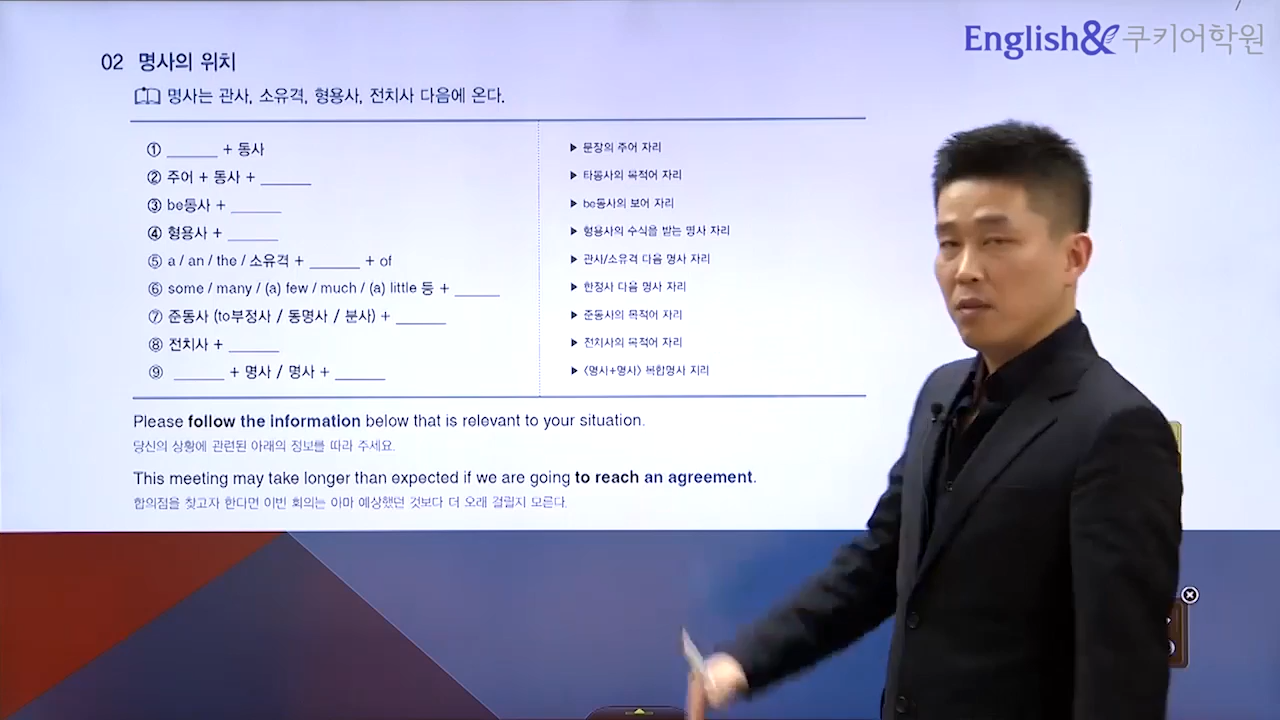 English& 쿠키어학원
02 명사의 위치
명사는 관사, 소유격, 형용사, 전치사 다음에 온다.
① ______ + 동사 ▶ 문장의 주어 자리
② 주어 + 동사 + ______ ▶ 타동사의 목적어 자리
③ be동사 + ______ ▶ be동사의 보어 자리
④ 형용사 + ______ ▶ 형용사의 수식을 받는 명사 자리
⑤ a / an / the / 소유격 + ______ + of ▶ 관사/소유격 다음 명사 자리
⑥ some / many / (a) few / much / (a) little 등 + ______ ▶ 한정사 다음 명사 자리
⑦ 준동사 (to부정사 / 동명사 / 분사) + ______ ▶ 준동사의 목적어 자리
⑧ 전치사 + ______ ▶ 전치사의 목적어 자리
⑨ ______ + 명사 / 명사 + ______ ▶ <명사+명사> 복합명사 자리
Please follow the information below that is relevant to your situation.
당신의 상황에 관련된 아래의 정보를 따라 주세요.
This meeting may take longer than expected if we are going to reach an agreement.
합의점을 찾고자 한다면 이번 회의는 아마 예상했던 것보다 더 오래 걸릴지 모른다.